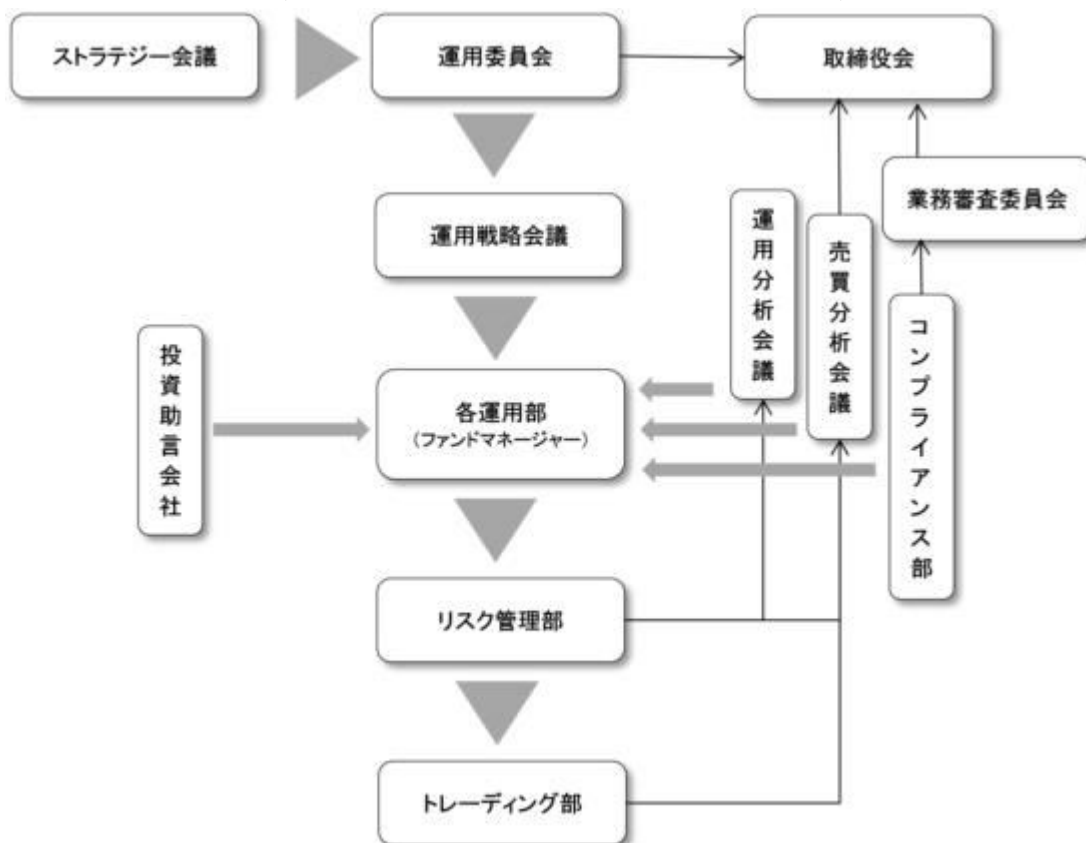 ストラテジー会議
運用委員会
取締役会
業務審査委員会
運用戦略会議
運用分析会議
売買分析会議
コンプライアンス部
投資助言会社
各運用部
（ファンドマネージャー）
リスク管理部
トレーディング部